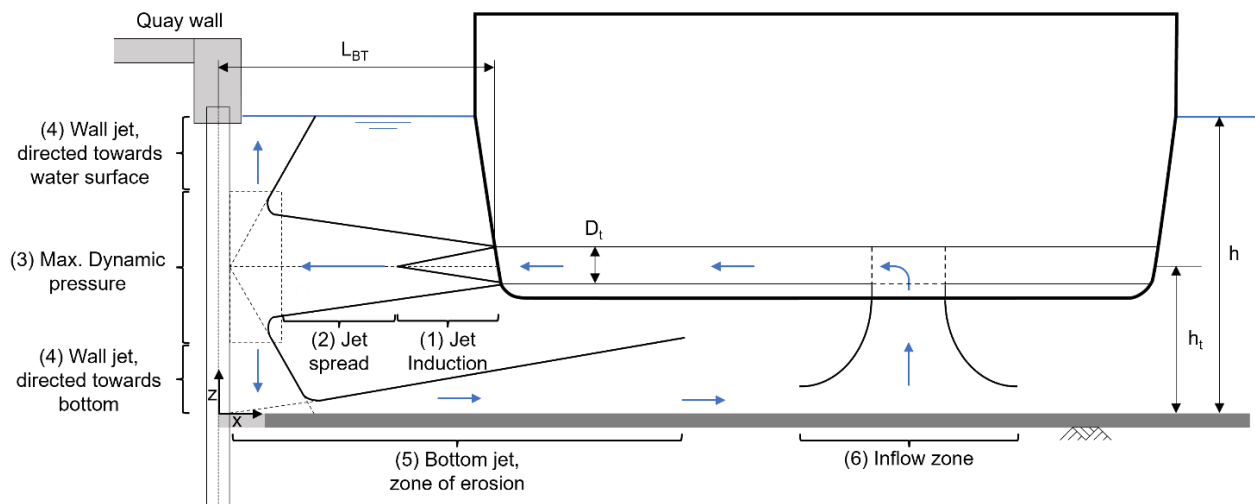 Quay wall
L_BT
(4) Wall jet,
directed towards
water surface
(3) Max. Dynamic
pressure
(4) Wall jet,
directed towards
bottom
D_t
h
h_t
(2) Jet
spread
(1) Jet
Induction
z
x
(5) Bottom jet,
zone of erosion
(6) Inflow zone